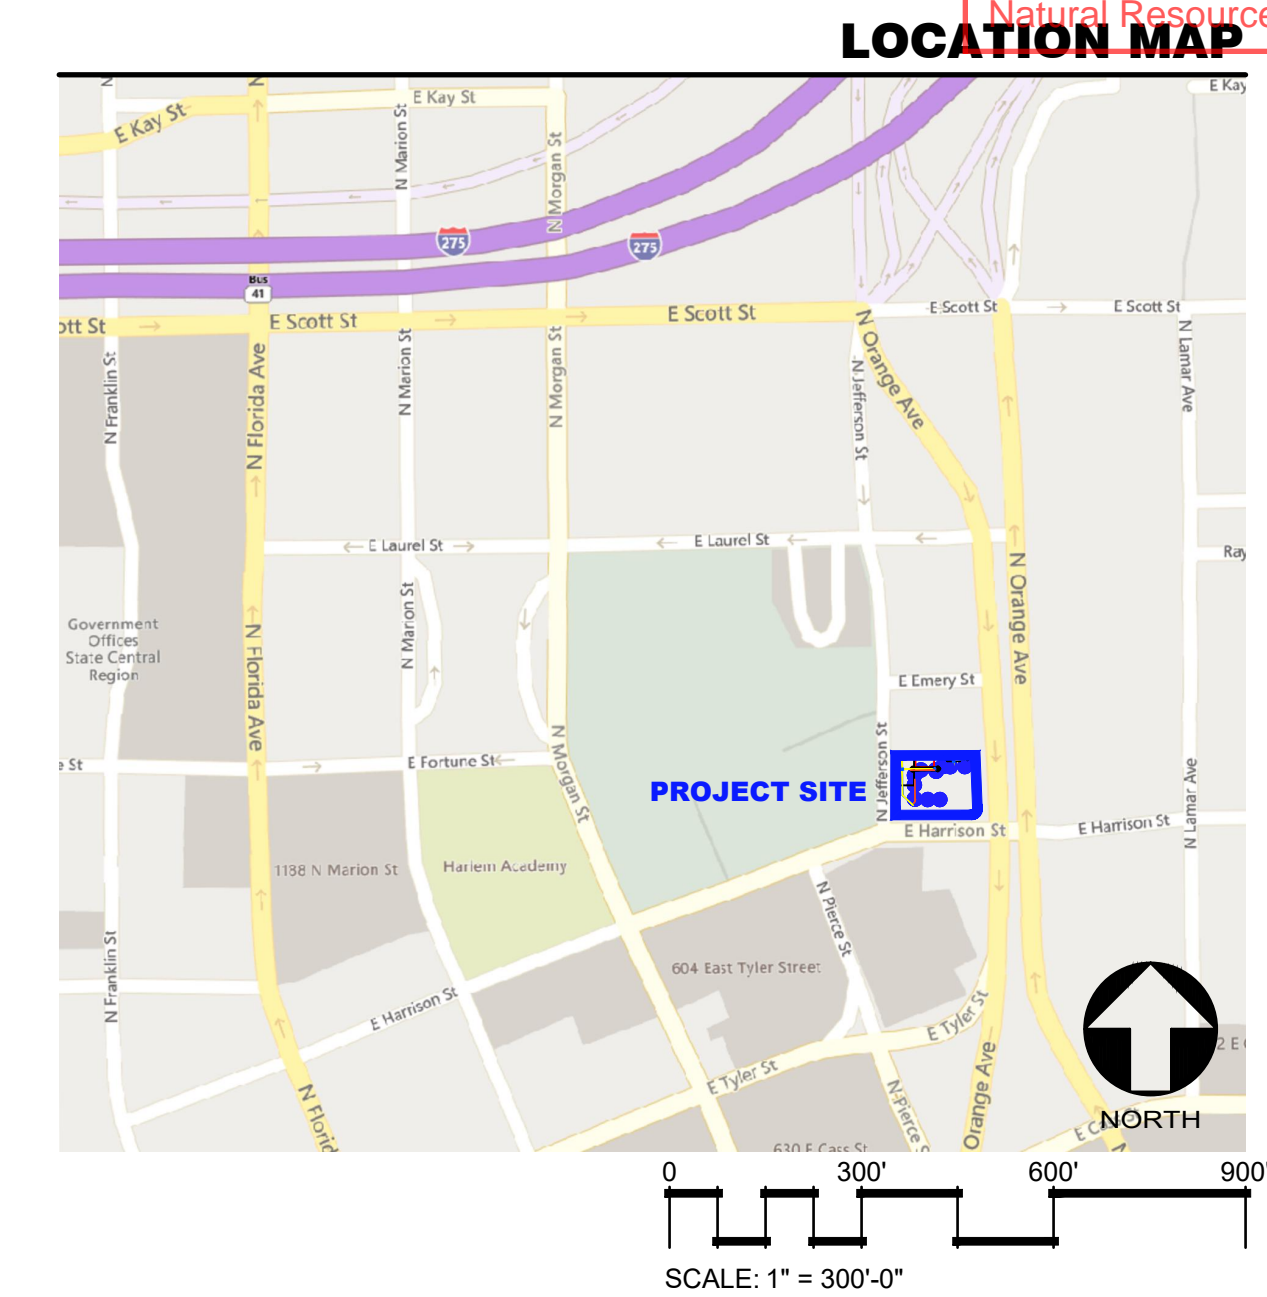 Natural Resource
LOCATION MAP
N
N
E Kay St
E Kay St
E Kay
N Marion St
N Morgan St
275
275
Bus
41
ott St
E Scott St
E Scott St
E Scott St
E Scott St
N Franklin St
N Florida Ave
N Marion St
N Morgan St
N Jefferson St
N Orange Ave
N Lamar Ave
E Laurel St
E Laurel St
Ray
N Orange Ave
Government
Offices
State Central
Region
N Florida Ave
N Marion St
E Emery St
e St
E Fortune St
N Morgan St
PROJECT SITE
N Jefferson St
N Lamar Ave
E Harrison St
E Harrison St
1188 N Marion St
Harlem Academy
N Pierce St
N Franklin St
604 East Tyler Street
E Harrison St
E Tyler St
2 E
E Tyler St
N Florid
N Pierce S
Orange Ave
630 E Cass St
E Ca
N
NORTH
0 300' 600' 900'
SCALE: 1" = 300'-0"